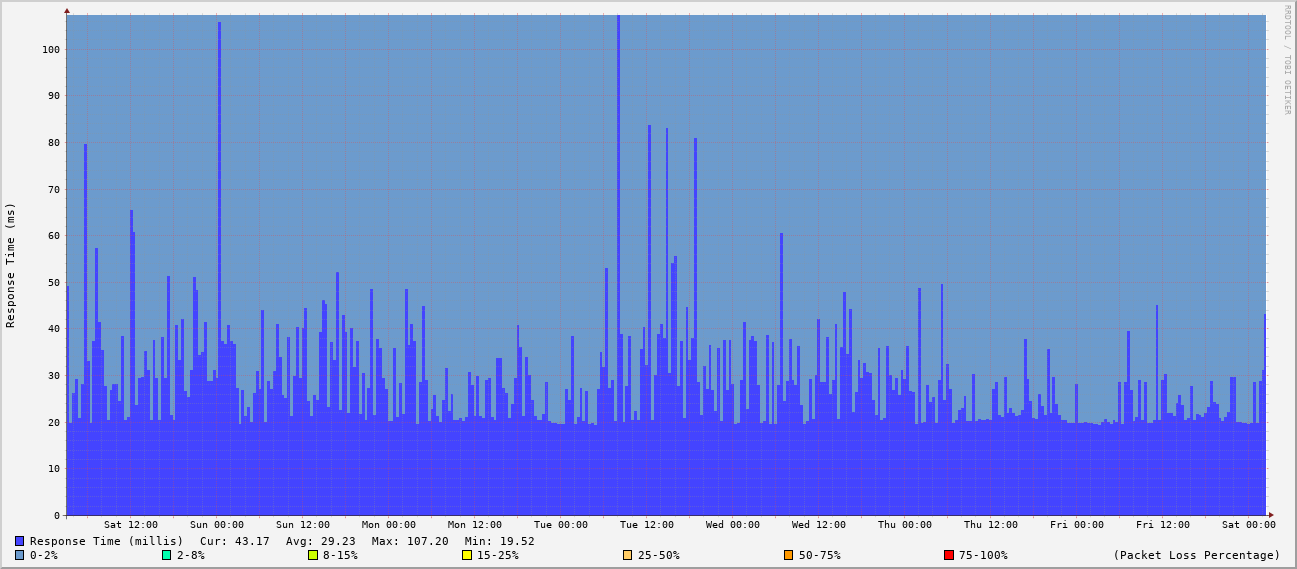 RRDTOOL / TOBI OETIKER
Response Time (ms)
100
90
80
70
60
50
40
30
20
10
0
Sat 12:00 Sun 00:00 Sun 12:00 Mon 00:00 Mon 12:00 Tue 00:00 Tue 12:00 Wed 00:00 Wed 12:00 Thu 00:00 Thu 12:00 Fri 00:00 Fri 12:00 Sat 00:00
Response Time (millis) Cur: 43.17 Avg: 29.23 Max: 107.20 Min: 19.52
0-2% 2-8% 8-15% 15-25% 25-50% 50-75% 75-100% (Packet Loss Percentage)